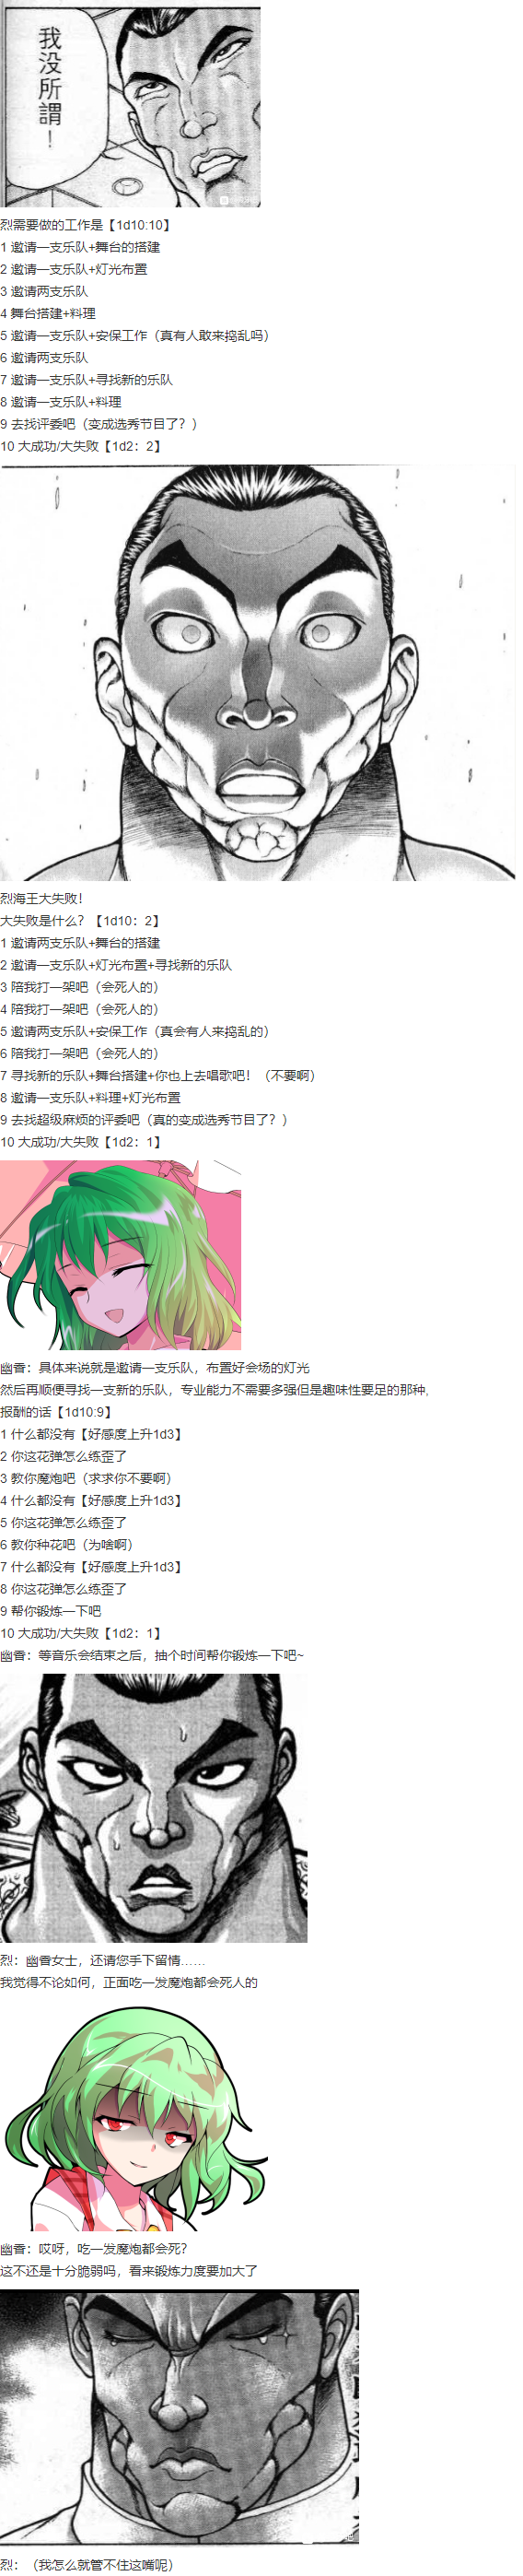 我没所謂！
烈需要做的工作是【1d10:10】
1 邀请一支乐队+舞台的搭建
2 邀请一支乐队+灯光布置
3 邀请两支乐队
4 舞台搭建+料理
5 邀请一支乐队+安保工作（真有人敢来捣乱吗）
6 邀请两支乐队
7 邀请一支乐队+寻找新的乐队
8 邀请一支乐队+料理
9 去找评委吧（变成选秀节目了？）
10 大成功/大失败【1d2：2】
烈海王大失败！
大失败是什么？【1d10：2】
1 邀请两支乐队+舞台的搭建
2 邀请一支乐队+灯光布置+寻找新的乐队
3 陪我打一架吧（会死人的）
4 陪我打一架吧（会死人的）
5 邀请两支乐队+安保工作（真会有人来捣乱的）
6 陪我打一架吧（会死人的）
7 寻找新的乐队+舞台搭建+你也上去唱歌吧！（不要啊）
8 邀请一支乐队+料理+灯光布置
9 去找超级麻烦的评委吧（真的变成选秀节目了？）
10 大成功/大失败【1d2：1】
幽香：具体来说就是邀请一支乐队，布置好会场的灯光
然后再顺便寻找一支新的乐队，专业能力不需要多强但是趣味性要足的那种。
报酬的话【1d10:9】
1 什么都没有【好感度上升1d3】
2 你这花弹怎么练歪了
3 教你魔炮吧（求求你不要啊）
4 什么都没有【好感度上升1d3】
5 你这花弹怎么练歪了
6 教你种花吧（为啥啊）
7 什么都没有【好感度上升1d3】
8 你这花弹怎么练歪了
9 帮你锻炼一下吧
10 大成功/大失败【1d2：1】
幽香：等音乐会结束之后，抽个时间帮你锻炼一下吧~
烈：幽香女士，还请您手下留情……
我觉得不论如何，正面吃一发魔炮都会死人的
幽香：哎呀，吃一发魔炮都会死？
这不还是十分脆弱吗，看来锻炼力度要加大了
烈：（我怎么就管不住这嘴呢）